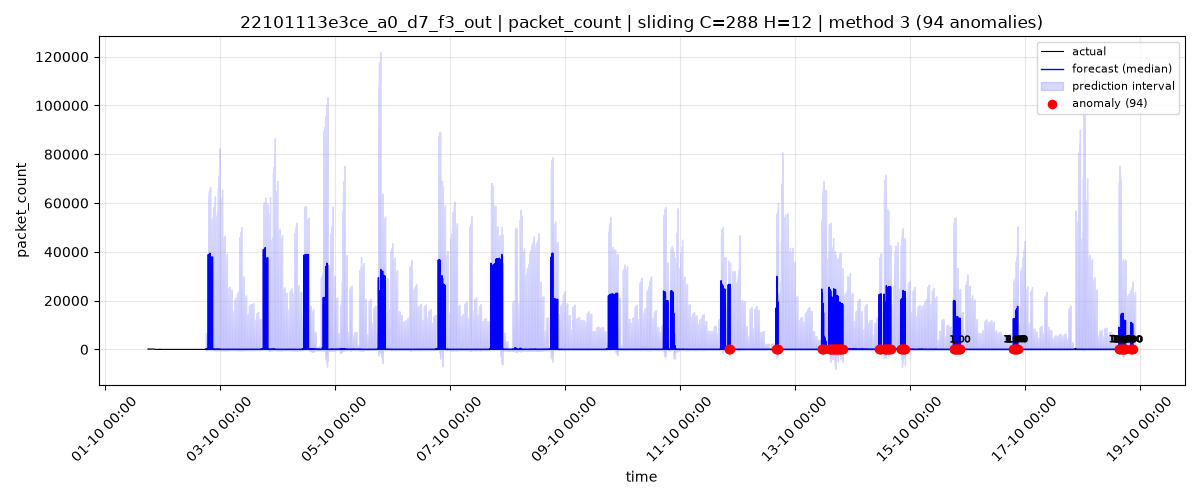 22101113e3ce_a0_d7_f3_out | packet_count | sliding C=288 H=12 | method 3 (94 anomalies)
actual
forecast (median)
prediction interval
anomaly (94)
120000
100000
80000
60000
40000
20000
0
packet_count
01-10 00:00
03-10 00:00
05-10 00:00
07-10 00:00
09-10 00:00
11-10 00:00
13-10 00:00
15-10 00:00
17-10 00:00
19-10 00:00
time